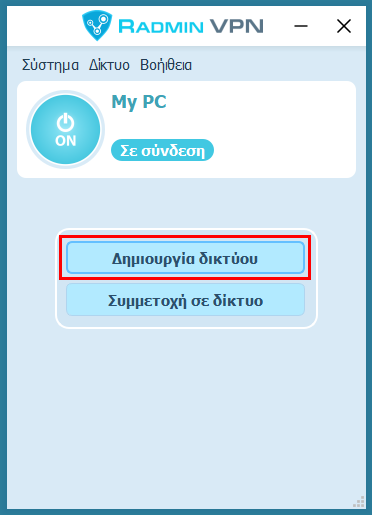 RADMIN VPN
Σύστημα Δίκτυο Βοήθεια
My PC
ON
Σε σύνδεση
Δημιουργία δικτύου
Συμμετοχή σε δίκτυο